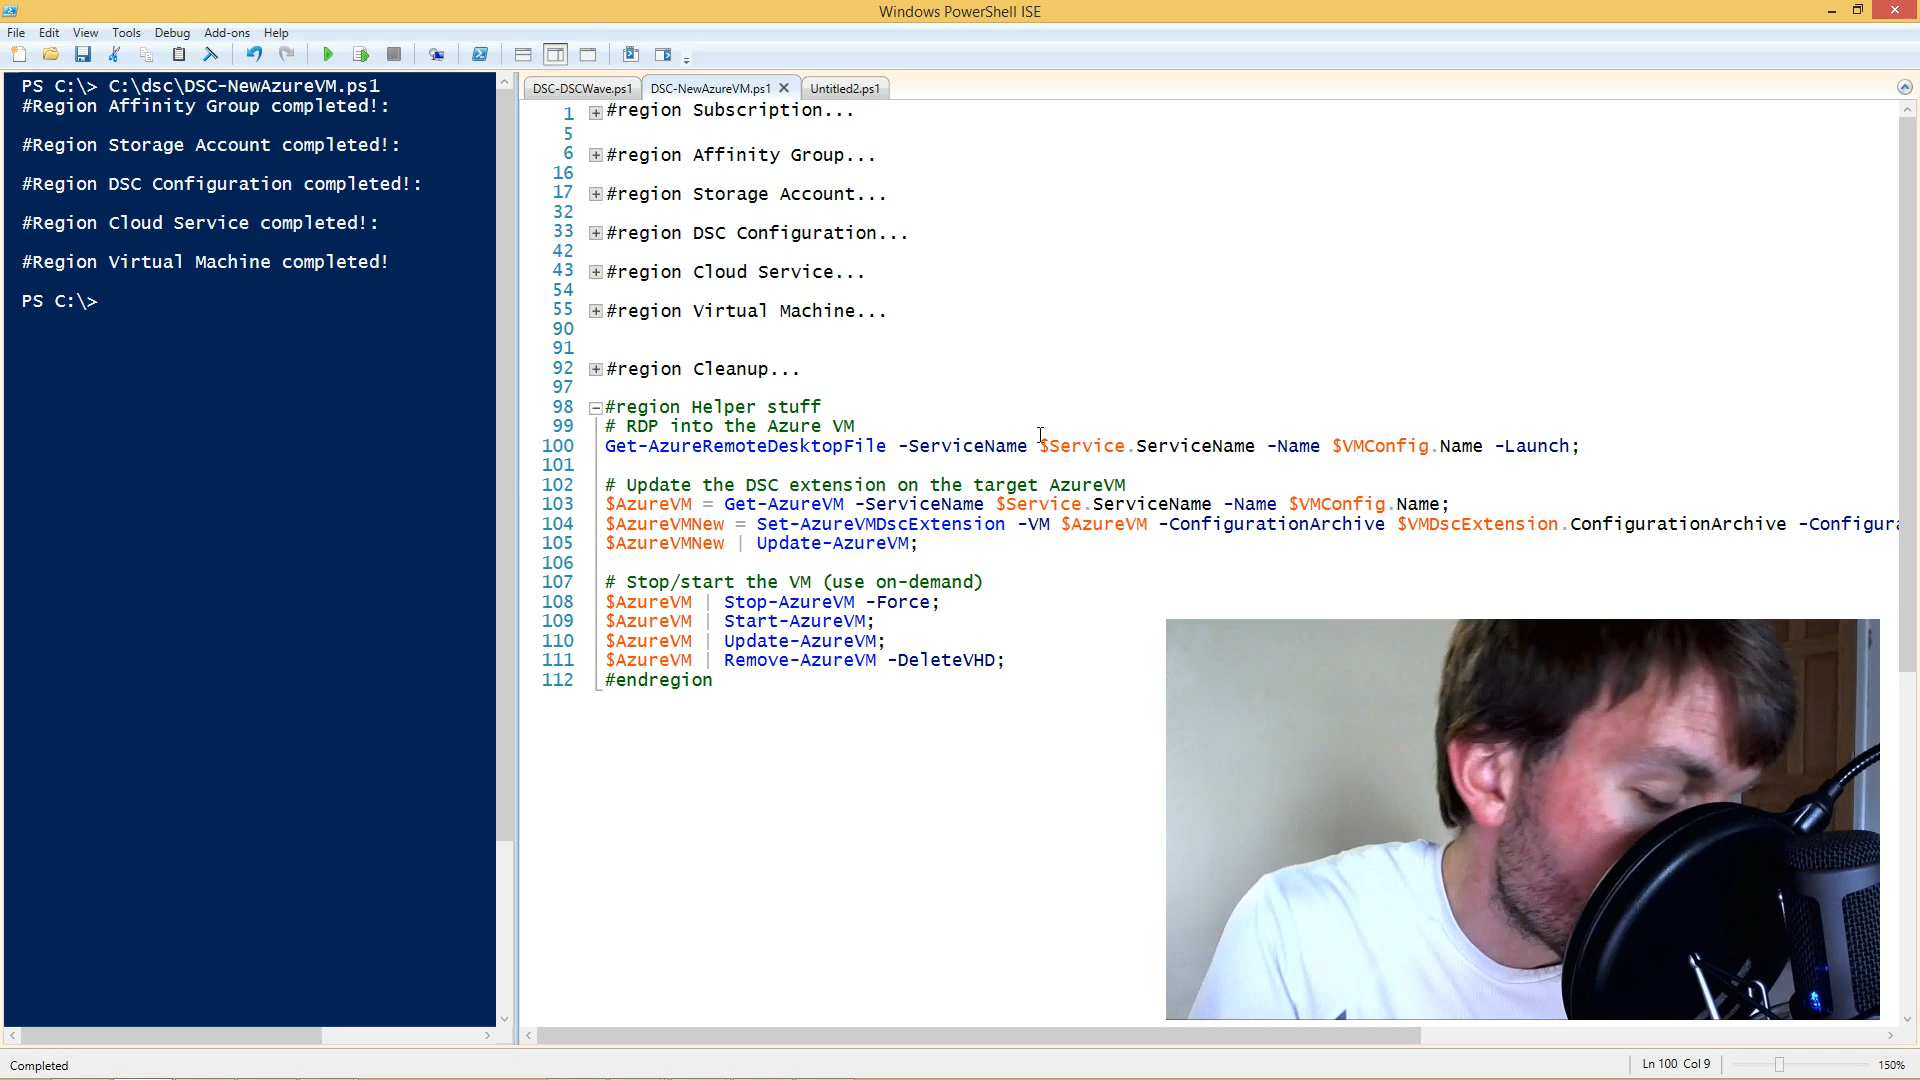 Windows PowerShell ISE
File Edit View Tools Debug Add-ons Help
PS C:\> C:\dsc\DSC-NewAzureVM.ps1
#Region Affinity Group completed!:
#Region Storage Account completed!:
#Region DSC Configuration completed!:
#Region Cloud Service completed!:
#Region Virtual Machine completed!
PS C:\>
DSC-DSCWave.ps1 DSC-NewAzureVM.ps1 Untitled2.ps1
1 #region Subscription...
5
6 #region Affinity Group...
16
17 #region Storage Account...
32
33 #region DSC Configuration...
42
43 #region Cloud Service...
54
55 #region Virtual Machine...
90
91
92 #region Cleanup...
97
98 #region Helper stuff
99 # RDP into the Azure VM
100 Get-AzureRemoteDesktopFile -ServiceName $Service.ServiceName -Name $VMConfig.Name -Launch;
101
102 # Update the DSC extension on the target AzureVM
103 $AzureVM = Get-AzureVM -ServiceName $Service.ServiceName -Name $VMConfig.Name;
104 $AzureVMNew = Set-AzureVMDscExtension -VM $AzureVM -ConfigurationArchive $VMDscExtension.ConfigurationArchive -Configura
105 $AzureVMNew | Update-AzureVM;
106
107 # Stop/start the VM (use on-demand)
108 $AzureVM | Stop-AzureVM -Force;
109 $AzureVM | Start-AzureVM;
110 $AzureVM | Update-AzureVM;
111 $AzureVM | Remove-AzureVM -DeleteVHD;
112 #endregion
Completed
Ln 100 Col 9
150%